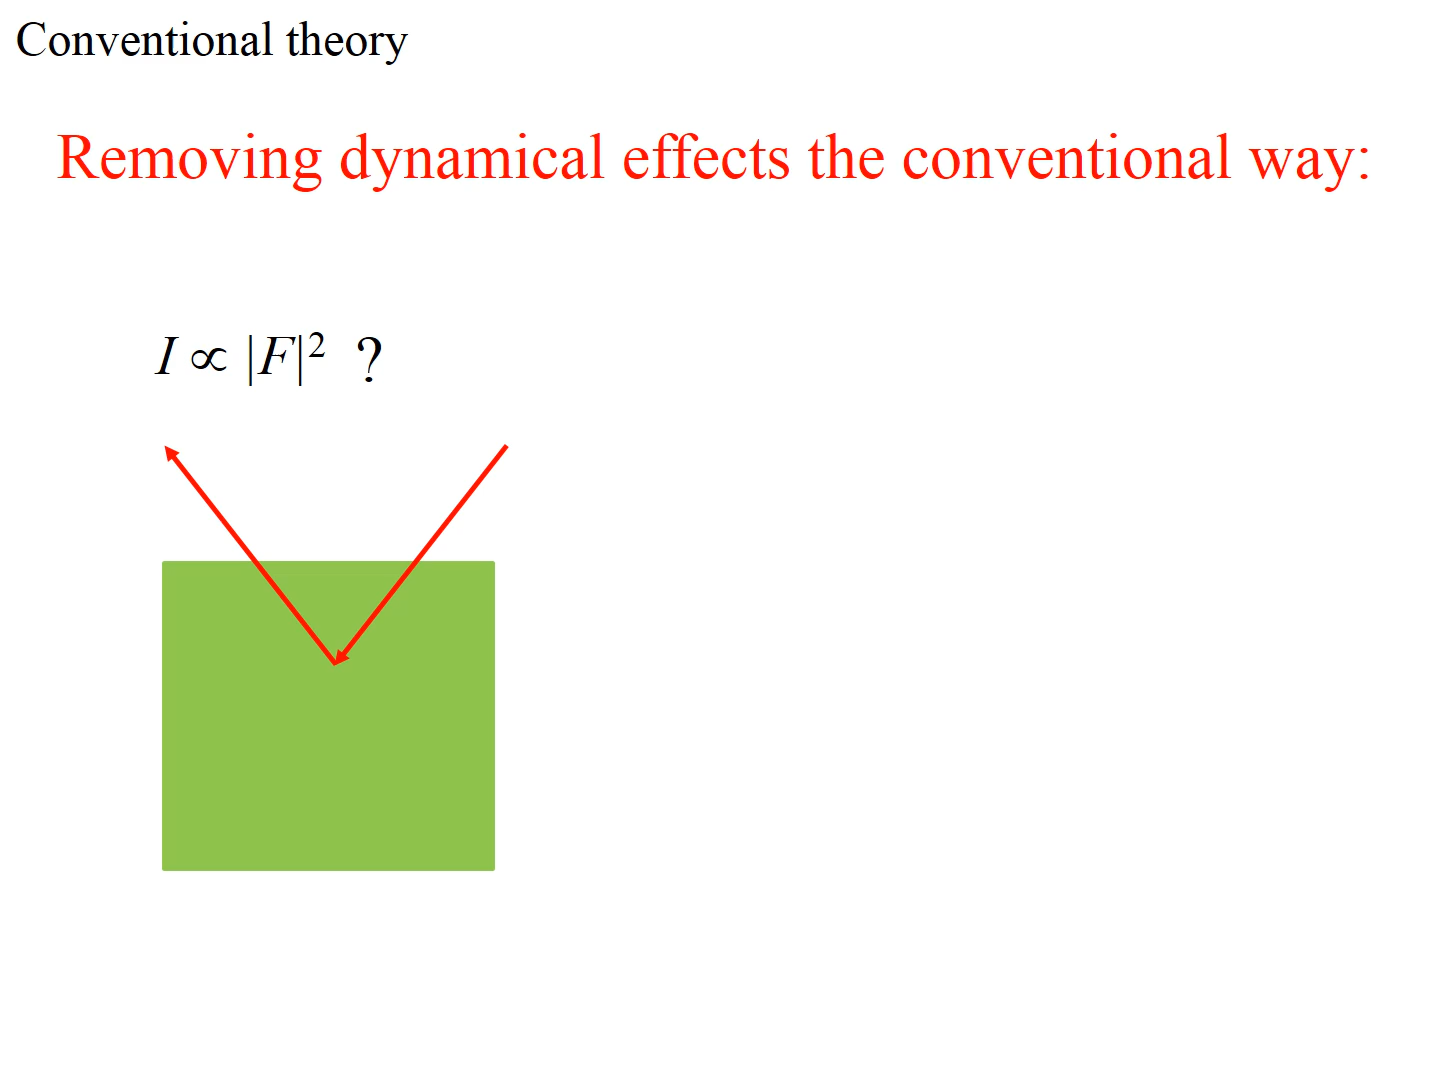 Conventional theory
Removing dynamical effects the conventional way:
I ∝ |F|² ?